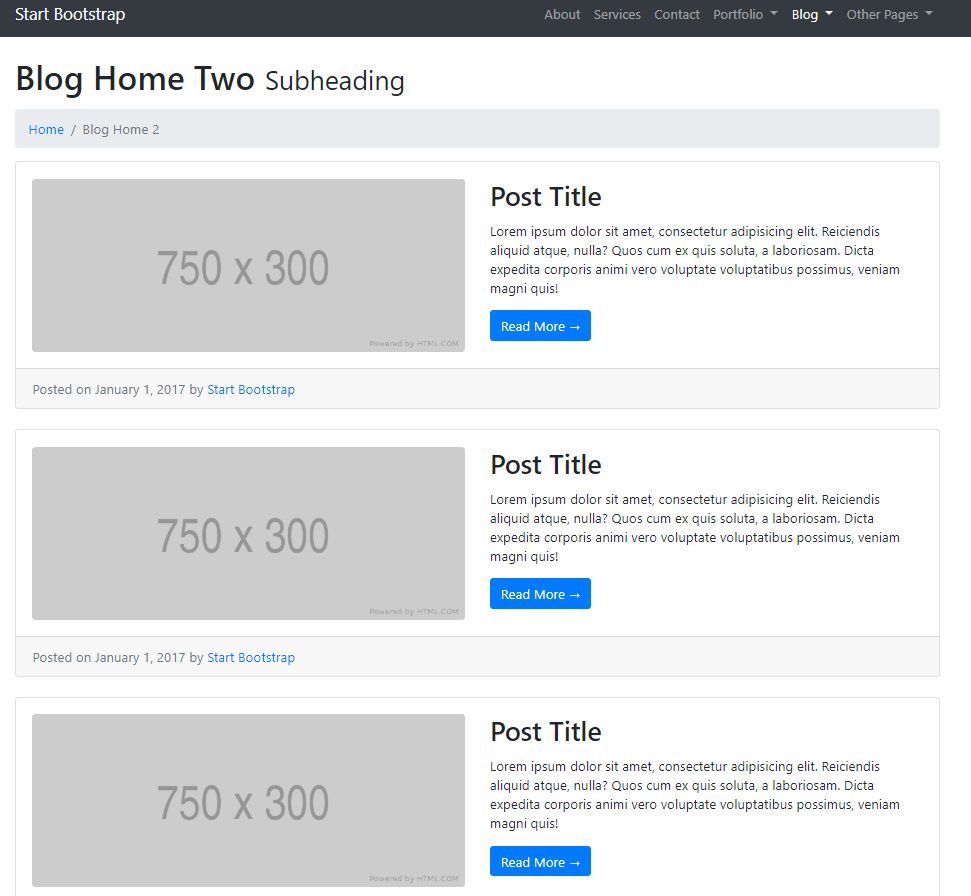 Start Bootstrap About Services Contact Portfolio Blog Other Pages
Blog Home Two Subheading
Home / Blog Home 2
750 x 300
Powered by HTML.COM
Post Title
Lorem ipsum dolor sit amet, consectetur adipisicing elit. Reiciendis
aliquid atque, nulla? Quos cum ex quis soluta, a laboriosam. Dicta
expedita corporis animi vero voluptate voluptatibus possimus, veniam
magni quis!
Read More →
Posted on January 1, 2017 by Start Bootstrap
750 x 300
Powered by HTML.COM
Post Title
Lorem ipsum dolor sit amet, consectetur adipisicing elit. Reiciendis
aliquid atque, nulla? Quos cum ex quis soluta, a laboriosam. Dicta
expedita corporis animi vero voluptate voluptatibus possimus, veniam
magni quis!
Read More →
Posted on January 1, 2017 by Start Bootstrap
750 x 300
Powered by HTML.COM
Post Title
Lorem ipsum dolor sit amet, consectetur adipisicing elit. Reiciendis
aliquid atque, nulla? Quos cum ex quis soluta, a laboriosam. Dicta
expedita corporis animi vero voluptate voluptatibus possimus, veniam
magni quis!
Read More →